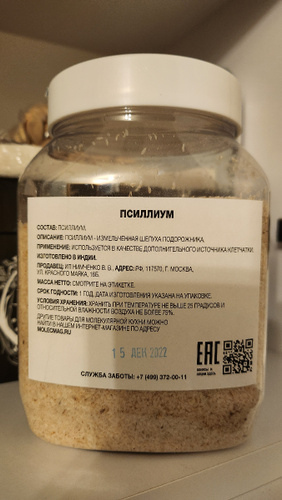 ПСИЛЛИУМ
СОСТАВ: ПСИЛЛИУМ.
ОПИСАНИЕ: ПСИЛЛИУМ - ИЗМЕЛЬЧЕННАЯ ШЕЛУХА ПОДОРОЖНИКА.
ПРИМЕНЕНИЕ: ИСПОЛЬЗУЕТСЯ В КАЧЕСТВЕ ДОПОЛНИТЕЛЬНОГО ИСТОЧНИКА КЛЕТЧАТКИ.
ИЗГОТОВЛЕНО В ИНДИИ.
ПРОДАВЕЦ: ИП НИМЧЕНКО В. В. АДРЕС: РФ, 117570, Г. МОСКВА,
УЛ. КРАСНОГО МАЯКА, 18Б.
МАССА НЕТТО: СМОТРИТЕ НА ЭТИКЕТКЕ.
СРОК ГОДНОСТИ: 1 ГОД. ДАТА ИЗГОТОВЛЕНИЯ УКАЗАНА НА УПАКОВКЕ.
УСЛОВИЯ ХРАНЕНИЯ: ХРАНИТЬ ПРИ ТЕМПЕРАТУРЕ НЕ ВЫШЕ 25 ГРАДУСОВ И
ОТНОСИТЕЛЬНОЙ ВЛАЖНОСТИ ВОЗДУХА НЕ БОЛЕЕ 75%.
ДРУГИЕ ТОВАРЫ ДЛЯ МОЛЕКУЛЯРНОЙ КУХНИ МОЖНО
НАЙТИ В НАШЕМ ИНТЕРНЕТ-МАГАЗИНЕ ПО АДРЕСУ
MOLECMAG.RU
15 ДЕК 2022
EAC
СЛУЖБА ЗАБОТЫ: +7 (499) 372-00-11